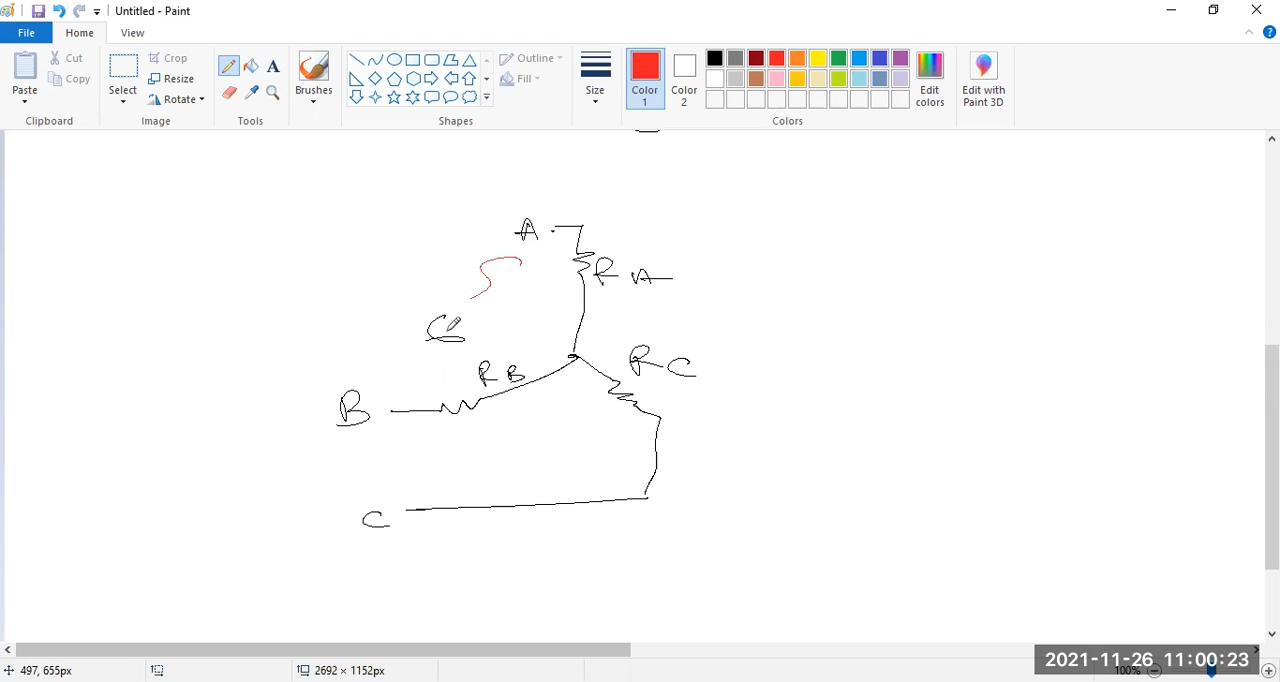 Untitled - Paint
File Home View
Paste
Cut
Copy
Clipboard
Select
Crop
Resize
Rotate
Image
Tools
Brushes
Shapes
Outline
Fill
Size
Color 1
Color 2
Colors
Edit colors
Edit with Paint 3D
A
RA
C
RC
RB
B
C
497, 655px
2692 × 1152px
100%
2021-11-26 11:00:23